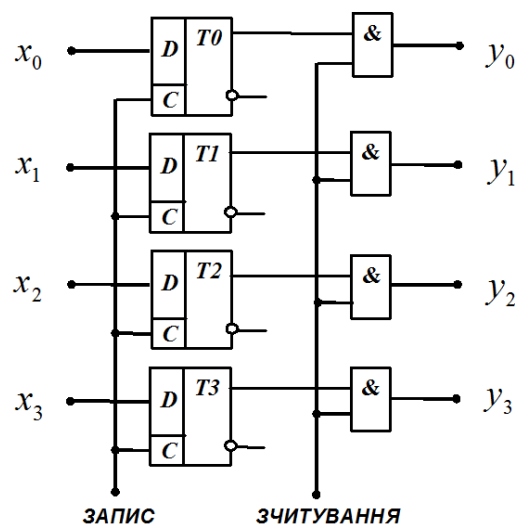 x0 D T0 C & y0
x1 D T1 C & y1
x2 D T2 C & y2
x3 D T3 C & y3
ЗАПИС ЗЧИТУВАННЯ